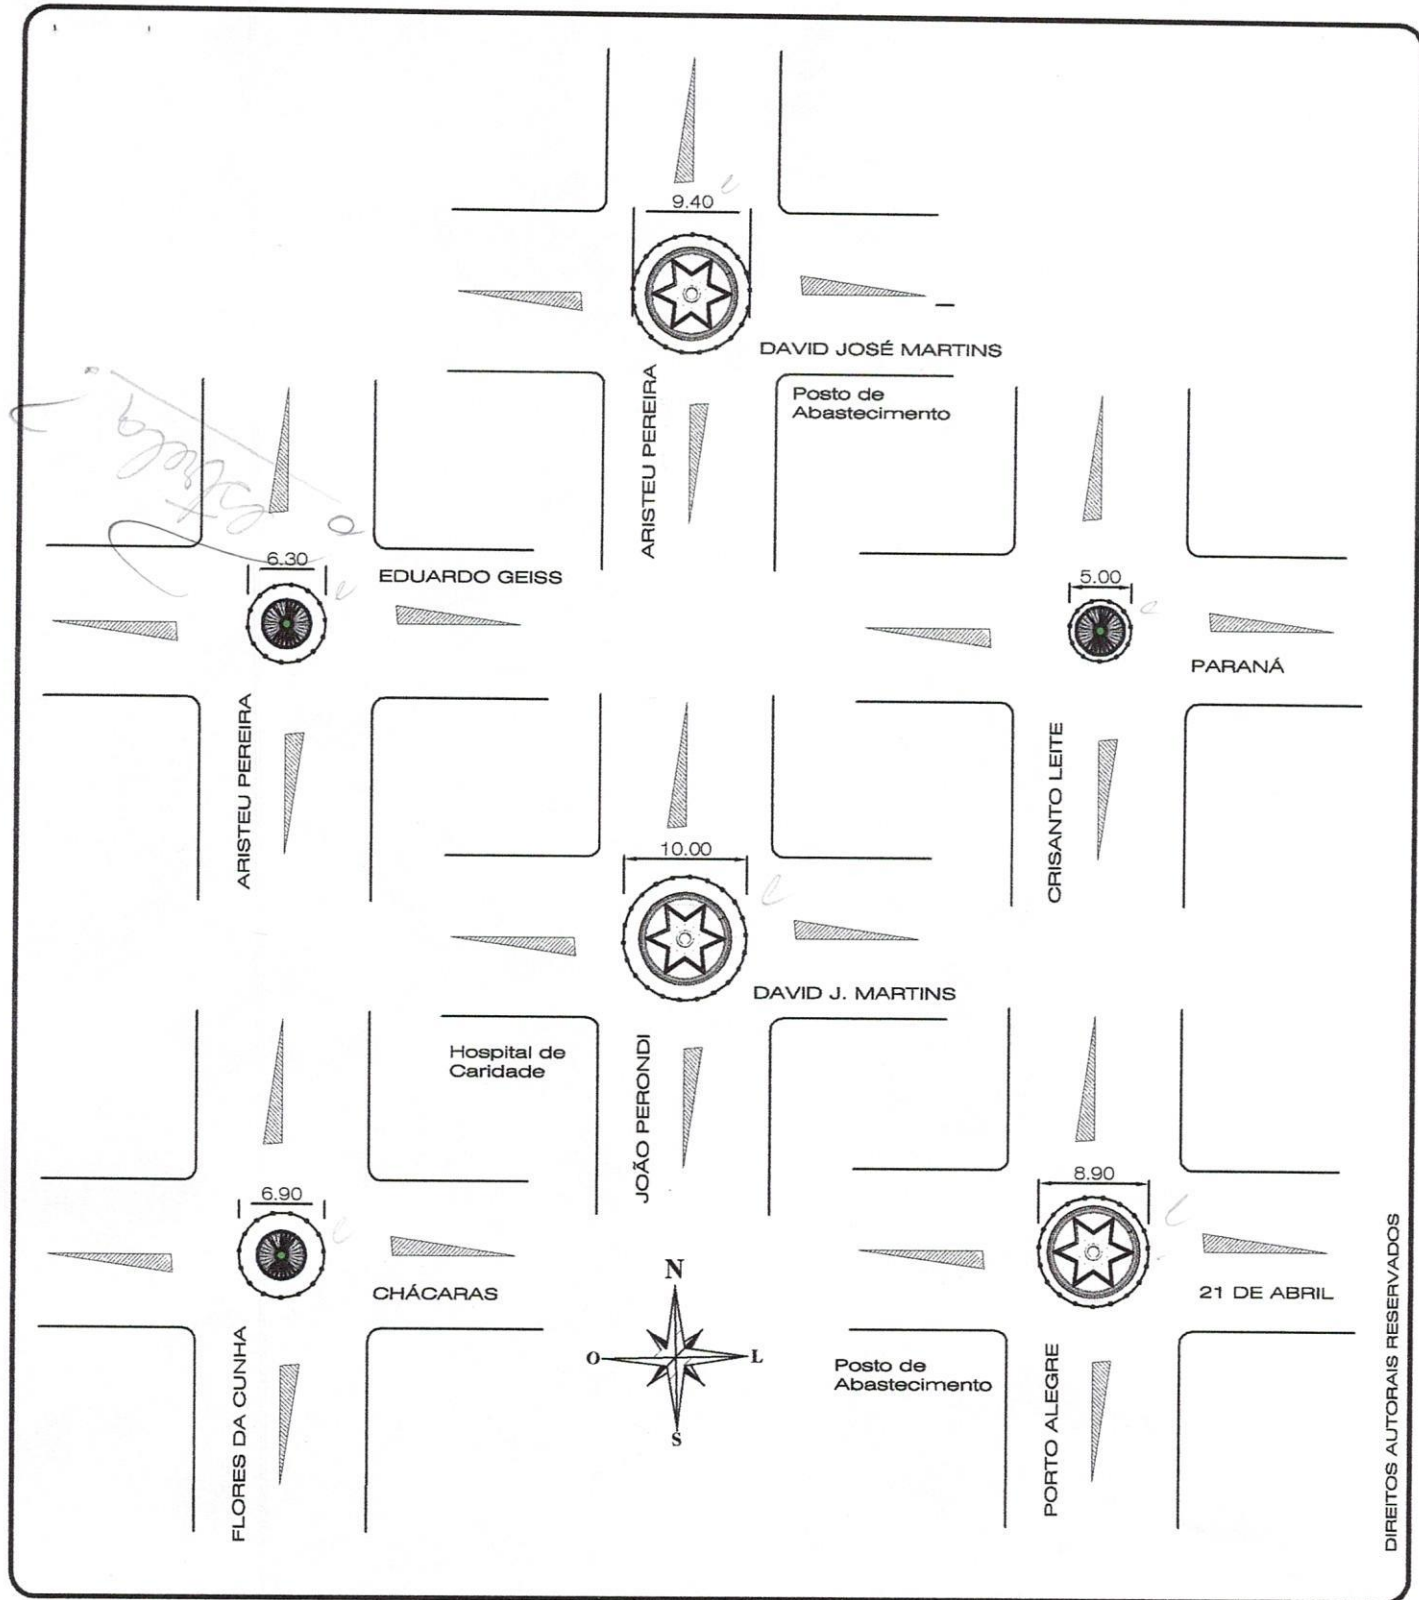 9.40
DAVID JOSÉ MARTINS
ARISTEU PEREIRA
Posto de
Abastecimento
estrela
6.30
EDUARDO GEISS
ARISTEU PEREIRA
5.00
PARANÁ
CRISANTO LEITE
10.00
DAVID J. MARTINS
JOÃO PERONDI
Hospital de
Caridade
6.90
CHÁCARAS
FLORES DA CUNHA
N
O
L
S
8.90
21 DE ABRIL
PORTO ALEGRE
Posto de
Abastecimento
DIREITOS AUTORAIS RESERVADOS